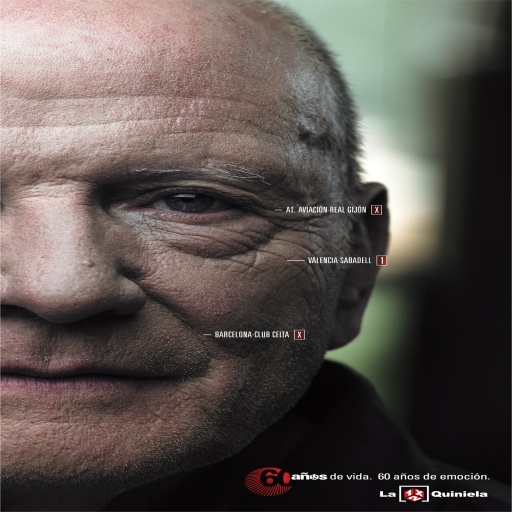 AT. AVIACIÓN-REAL GIJÓN X
VALENCIA-SABADELL 1
BARCELONA-CLUB CELTA X
60 años de vida. 60 años de emoción.
La 1X2 Quiniela